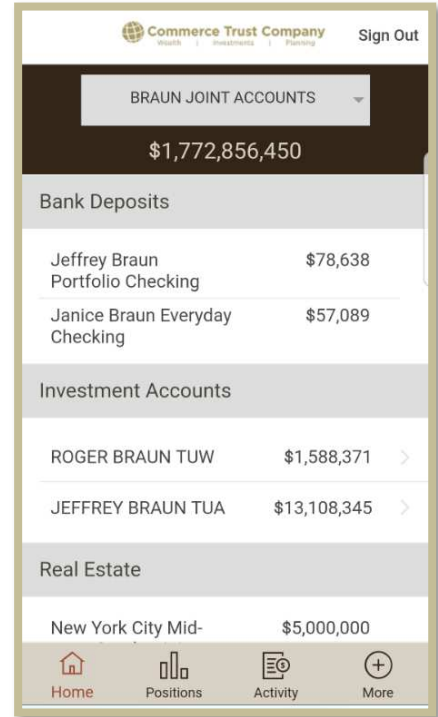 Commerce Trust Company
Wealth | Investments | Planning
Sign Out
BRAUN JOINT ACCOUNTS
$1,772,856,450
Bank Deposits
Jeffrey Braun $78,638
Portfolio Checking
Janice Braun Everyday $57,089
Checking
Investment Accounts
ROGER BRAUN TUW $1,588,371
JEFFREY BRAUN TUA $13,108,345
Real Estate
New York City Mid- $5,000,000
Home Positions Activity More